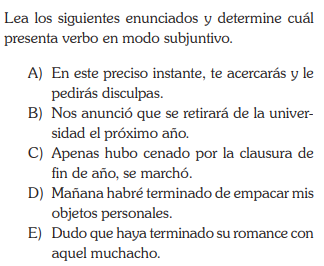 Lea los siguientes enunciados y determine cuál
presenta verbo en modo subjuntivo.
A) En este preciso instante, te acercarás y le
pedirás disculpas.
B) Nos anunció que se retirará de la univer-
sidad el próximo año.
C) Apenas hubo cenado por la clausura de
fin de año, se marchó.
D) Mañana habré terminado de empacar mis
objetos personales.
E) Dudo que haya terminado su romance con
aquel muchacho.